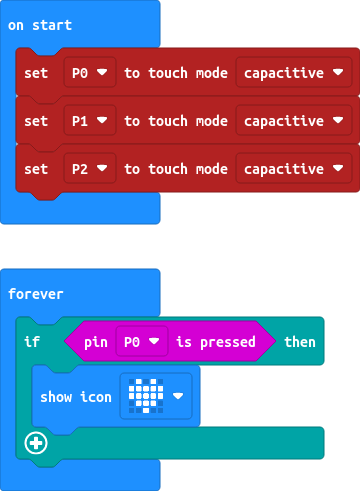 on start
set P0 to touch mode capacitive
set P1 to touch mode capacitive
set P2 to touch mode capacitive
forever
if pin P0 is pressed then
show icon